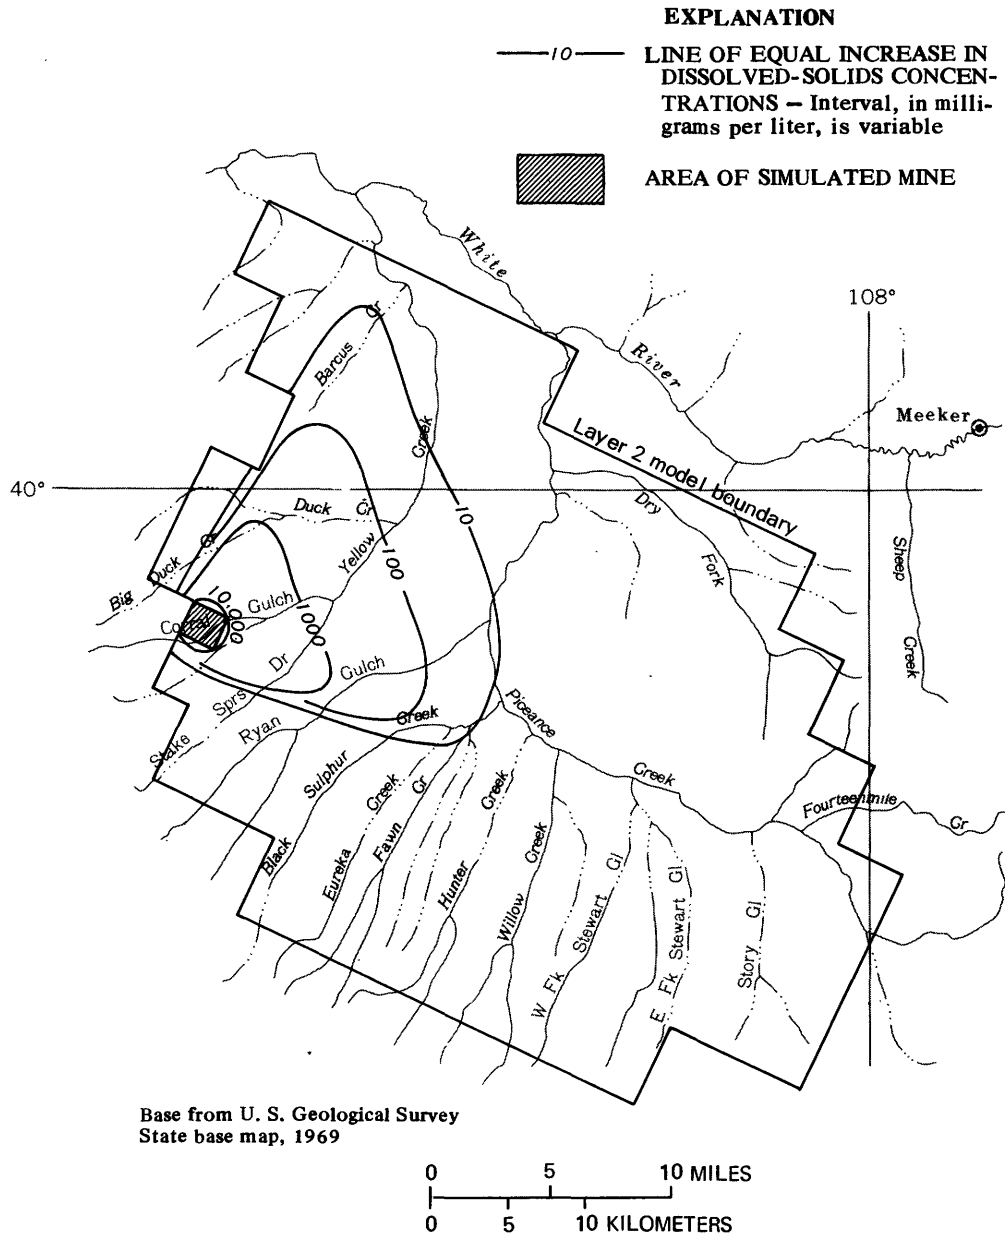 EXPLANATION
10
LINE OF EQUAL INCREASE IN
DISSOLVED-SOLIDS CONCEN-
TRATIONS — Interval, in milli-
grams per liter, is variable
AREA OF SIMULATED MINE
White
River
108°
Meeker
40°
Layer 2 model boundary
Barcus
Cr
Creek
Yellow
Duck Cr
Big Duck Cr
10
100
1000
10,000
Corral
Gulch
Dry
Fork
Sheep
Creek
Stake
Sprs
Dr
Ryan
Gulch
Piceance
Creek
Black
Sulphur
Creek
Eureka
Creek
Fawn
Cr
Hunter
Creek
Willow
Creek
W Fk Stewart Gl
E Fk Stewart Gl
Story Gl
Fourteenmile
Cr
Base from U. S. Geological Survey
State base map, 1969
0 5 10 MILES
0 5 10 KILOMETERS